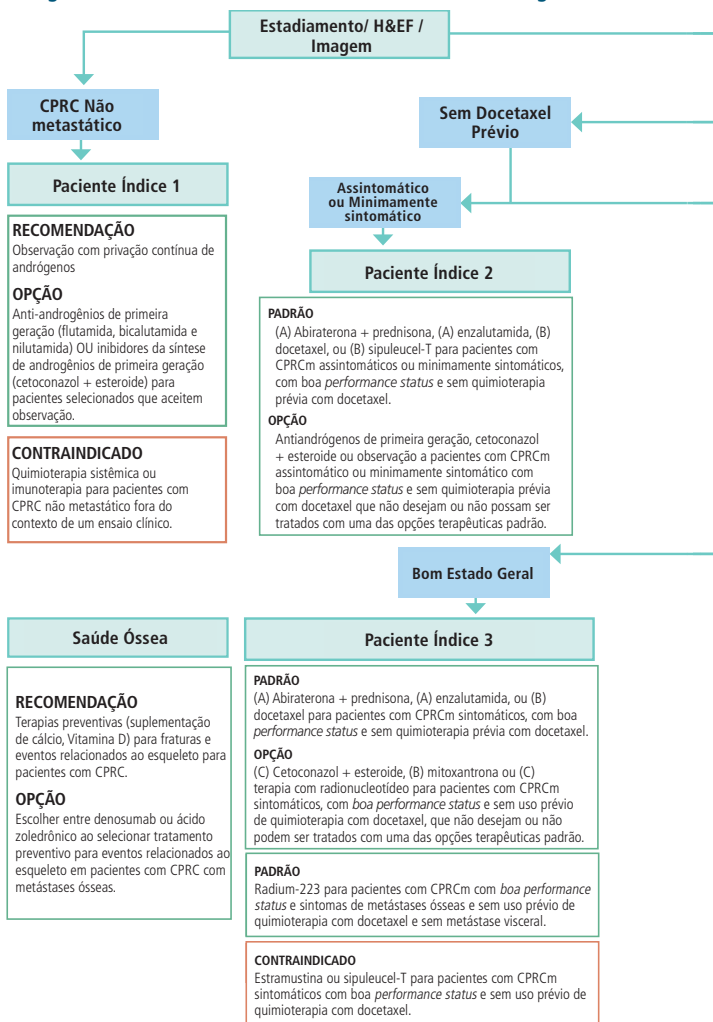 Estadiamento/ H&EF /
Imagem
CPRC Não
metastático
Sem Docetaxel
Prévio
Paciente Índice 1
Assintomático
ou Minimamente
sintomático
RECOMENDAÇÃO
Observação com privação contínua de
andrógenos
OPÇÃO
Anti-androgênios de primeira
geração (flutamida, bicalutamida e
nilutamida) OU inibidores da síntese
de androgênios de primeira geração
(cetoconazol + esteroide) para
pacientes selecionados que aceitem
observação.
CONTRAINDICADO
Quimioterapia sistêmica ou
imunoterapia para pacientes com
CPRC não metastático fora do
contexto de um ensaio clínico.
Paciente Índice 2
PADRÃO
(A) Abiraterona + prednisona, (A) enzalutamida, (B)
docetaxel, ou (B) sipuleucel-T para pacientes com
CPRCm assintomáticos ou minimamente sintomáticos,
com boa performance status e sem quimioterapia
prévia com docetaxel.
OPÇÃO
Antiandrógenos de primeira geração, cetoconazol
+ esteroide ou observação a pacientes com CPRCm
assintomático ou minimamente sintomático com
boa performance status e sem quimioterapia prévia
com docetaxel que não desejam ou não possam ser
tratados com uma das opções terapêuticas padrão.
Bom Estado Geral
Saúde Óssea
RECOMENDAÇÃO
Terapias preventivas (suplementação
de cálcio, Vitamina D) para fraturas e
eventos relacionados ao esqueleto para
pacientes com CPRC.
OPÇÃO
Escolher entre denosumab ou ácido
zoledrônico ao selecionar tratamento
preventivo para eventos relacionados ao
esqueleto em pacientes com CPRC com
metástases ósseas.
Paciente Índice 3
PADRÃO
(A) Abiraterona + prednisona, (A) enzalutamida, ou (B)
docetaxel para pacientes com CPRCm sintomáticos, com boa
performance status e sem quimioterapia prévia com docetaxel.
OPÇÃO
(C) Cetoconazol + esteroide, (B) mitoxantrona ou (C)
terapia com radionucleotídeo para pacientes com CPRCm
sintomáticos, com boa performance status e sem uso prévio
de quimioterapia com docetaxel, que não desejam ou não
podem ser tratados com uma das opções terapêuticas padrão.
PADRÃO
Radium-223 para pacientes com CPRCm com boa performance
status e sintomas de metástases ósseas e sem uso prévio de
quimioterapia com docetaxel e sem metástase visceral.
CONTRAINDICADO
Estramustina ou sipuleucel-T para pacientes com CPRCm
sintomáticos com boa performance status e sem uso prévio de
quimioterapia com docetaxel.